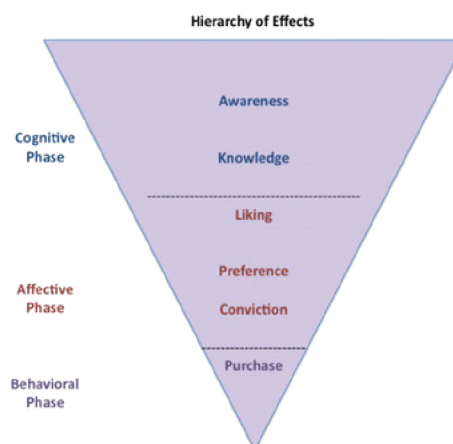 Hierarchy of Effects
Awareness
Cognitive
Phase
Knowledge
Liking
Preference
Affective
Phase
Conviction
Purchase
Behavioral
Phase